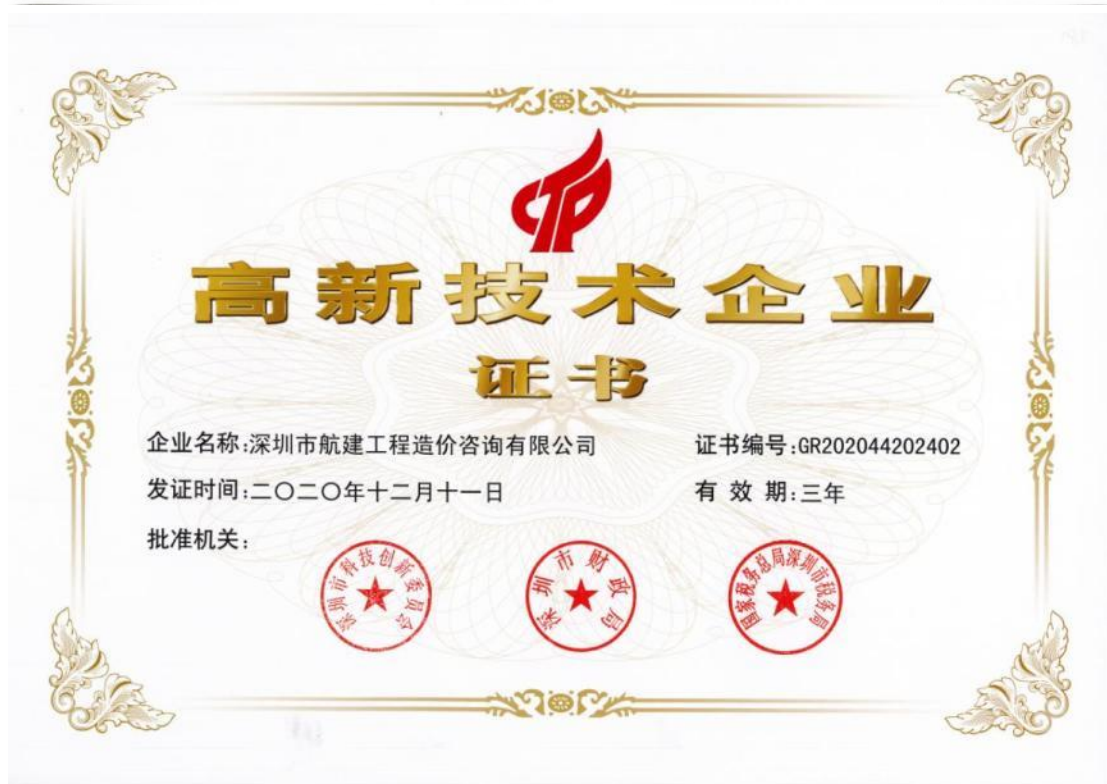 高新技术企业
证书
企业名称:深圳市航建工程造价咨询有限公司
证书编号:GR202044202402
发证时间:二〇二〇年十二月十一日
有 效 期:三年
批准机关:
深圳市科技创新委员会
深圳市财政局
国家税务总局深圳市税务局